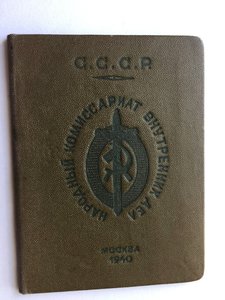 С.С.С.Р.
НАРОДНЫЙ КОМИССАРИАТ ВНУТРЕННИХ ДЕЛ
МОСКВА
1940